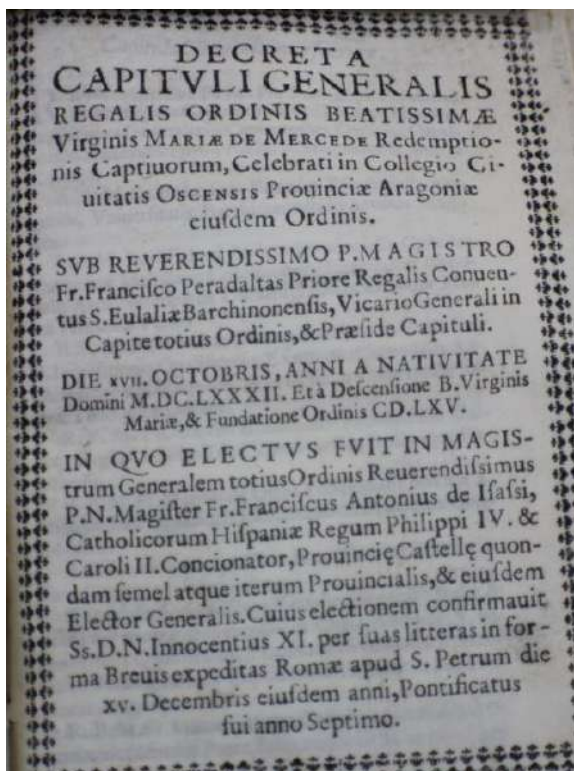 DECRETA
CAPITVLI GENERALIS
REGALIS ORDINIS BEATISSIMÆ
Virginis MARIÆ DE MERCEDE Redemptio-
nis Captiuorum, Celebrati in Collegio Ci-
uitatis OSCENSIS Prouinciæ Aragoniæ
eiuſdem Ordinis.
SVB REVERENDISSIMO P. MAGISTRO
Fr. Franciſco Peradaltas Priore Regalis Conuen-
tus S. Eulaliæ Barchinonenſis, Vicario Generali in
Capite totius Ordinis, & Præſide Capituli.
DIE XVII. OCTOBRIS, ANNI A NATIVITATE
Domini M.DC.LXXXII. Et à Deſcenſione B. Virginis
Mariæ, & Fundatione Ordinis CD.LXV.
IN QVO ELECTVS FVIT IN MAGIS-
trum Generalem totius Ordinis Reuerendiſsimus
P. N. Magiſter Fr. Franciſcus Antonius de Iſaſi,
Catholicorum Hiſpaniæ Regum Philippi IV. &
Caroli II. Concionator, Prouincię Caſtellę quon-
dam ſemel atque iterum Prouincialis, & eiuſdem
Elector Generalis. Cuius electionem confirmauit
Ss. D. N. Innocentius XI. per ſuas litteras in for-
ma Breuis expeditas Romæ apud S. Petrum die
xv. Decembris eiuſdem anni, Pontificatus
ſui anno Septimo.